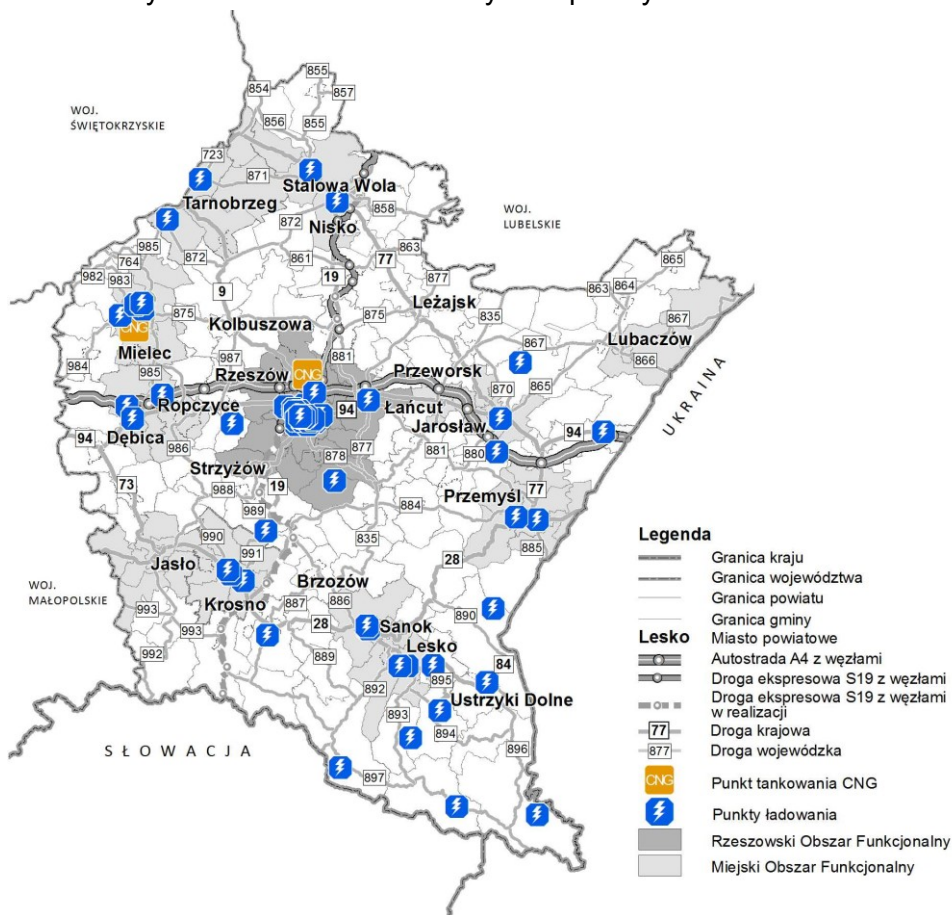 854
855
857
WOJ.
ŚWIĘTOKRZYSKIE
856
855
723
871
Stalowa Wola
Tarnobrzeg
858
WOJ.
LUBELSKIE
872
Nisko
985
872
861
863
865
764
77
982
983
19
877
863
864
9
Leżajsk
875
875
835
867
CNG
Kolbuszowa
867
Lubaczów
Mielec
987
881
866
984
985
Rzeszów
CNG
Przeworsk
870
865
Ropczyce
94
Łańcut
UKRAINA
Dębica
Jarosław
94
94
986
877
881
880
878
Strzyżów
73
988
19
Przemyśl
77
989
884
990
835
885
991
28
Jasło
Brzozów
WOJ.
MAŁOPOLSKIE
Krosno
887
886
890
993
993
28
Sanok
992
889
Lesko
84
892
895
Ustrzyki Dolne
893
894
SŁOWACJA
896
897
Legenda
Granica kraju
Granica województwa
Granica powiatu
Granica gminy
Lesko Miasto powiatowe
Autostrada A4 z węzłami
Droga ekspresowa S19 z węzłami
Droga ekspresowa S19 z węzłami
w realizacji
77 Droga krajowa
877 Droga wojewódzka
CNG Punkt tankowania CNG
Punkty ładowania
Rzeszowski Obszar Funkcjonalny
Miejski Obszar Funkcjonalny